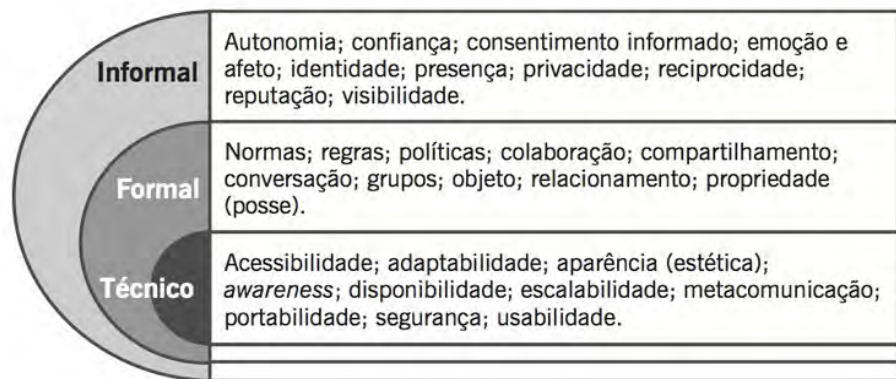 Informal
Autonomia; confiança; consentimento informado; emoção e
afeto; identidade; presença; privacidade; reciprocidade;
reputação; visibilidade.
Formal
Normas; regras; políticas; colaboração; compartilhamento;
conversação; grupos; objeto; relacionamento; propriedade
(posse).
Técnico
Acessibilidade; adaptabilidade; aparência (estética);
awareness; disponibilidade; escalabilidade; metacomunicação;
portabilidade; segurança; usabilidade.